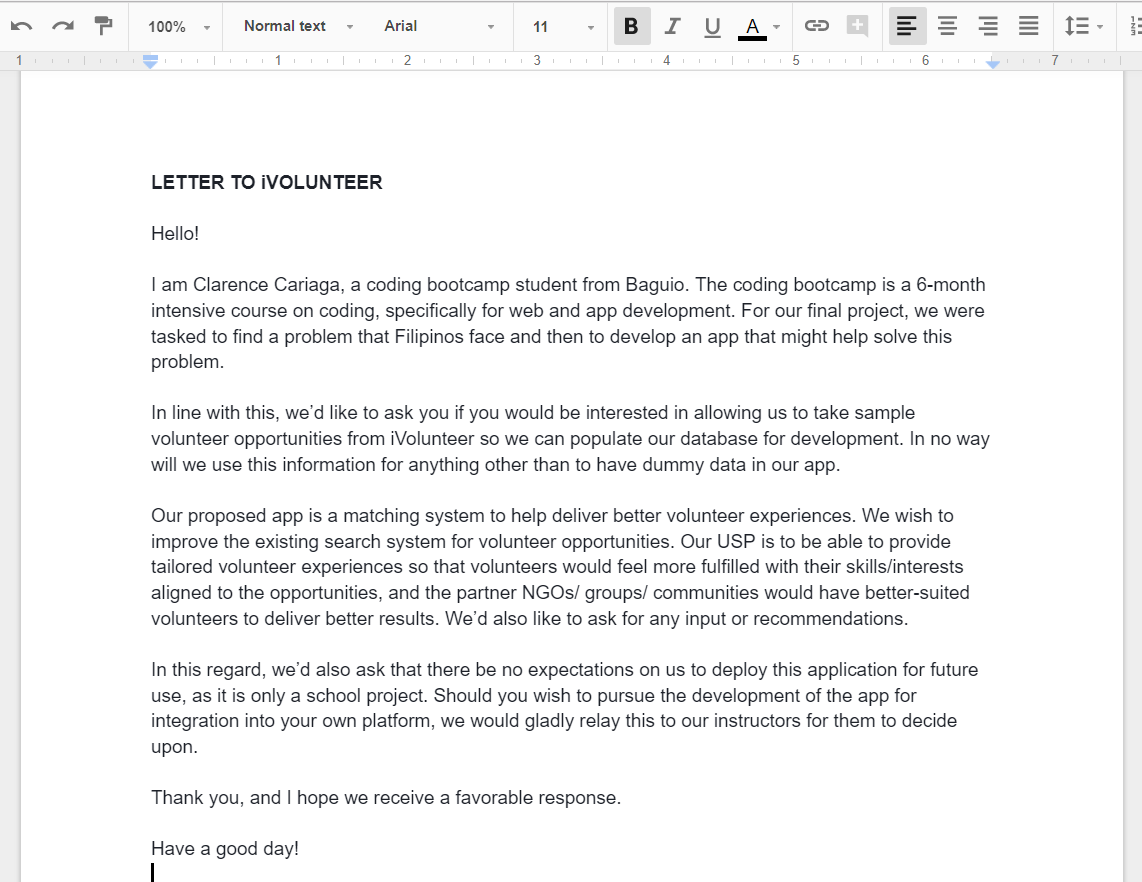 100% Normal text Arial 11 B I U A
1 1 2 3 4 5 6 7
LETTER TO iVOLUNTEER
Hello!
I am Clarence Cariaga, a coding bootcamp student from Baguio. The coding bootcamp is a 6-month
intensive course on coding, specifically for web and app development. For our final project, we were
tasked to find a problem that Filipinos face and then to develop an app that might help solve this
problem.
In line with this, we’d like to ask you if you would be interested in allowing us to take sample
volunteer opportunities from iVolunteer so we can populate our database for development. In no way
will we use this information for anything other than to have dummy data in our app.
Our proposed app is a matching system to help deliver better volunteer experiences. We wish to
improve the existing search system for volunteer opportunities. Our USP is to be able to provide
tailored volunteer experiences so that volunteers would feel more fulfilled with their skills/interests
aligned to the opportunities, and the partner NGOs/ groups/ communities would have better-suited
volunteers to deliver better results. We’d also like to ask for any input or recommendations.
In this regard, we’d also ask that there be no expectations on us to deploy this application for future
use, as it is only a school project. Should you wish to pursue the development of the app for
integration into your own platform, we would gladly relay this to our instructors for them to decide
upon.
Thank you, and I hope we receive a favorable response.
Have a good day!